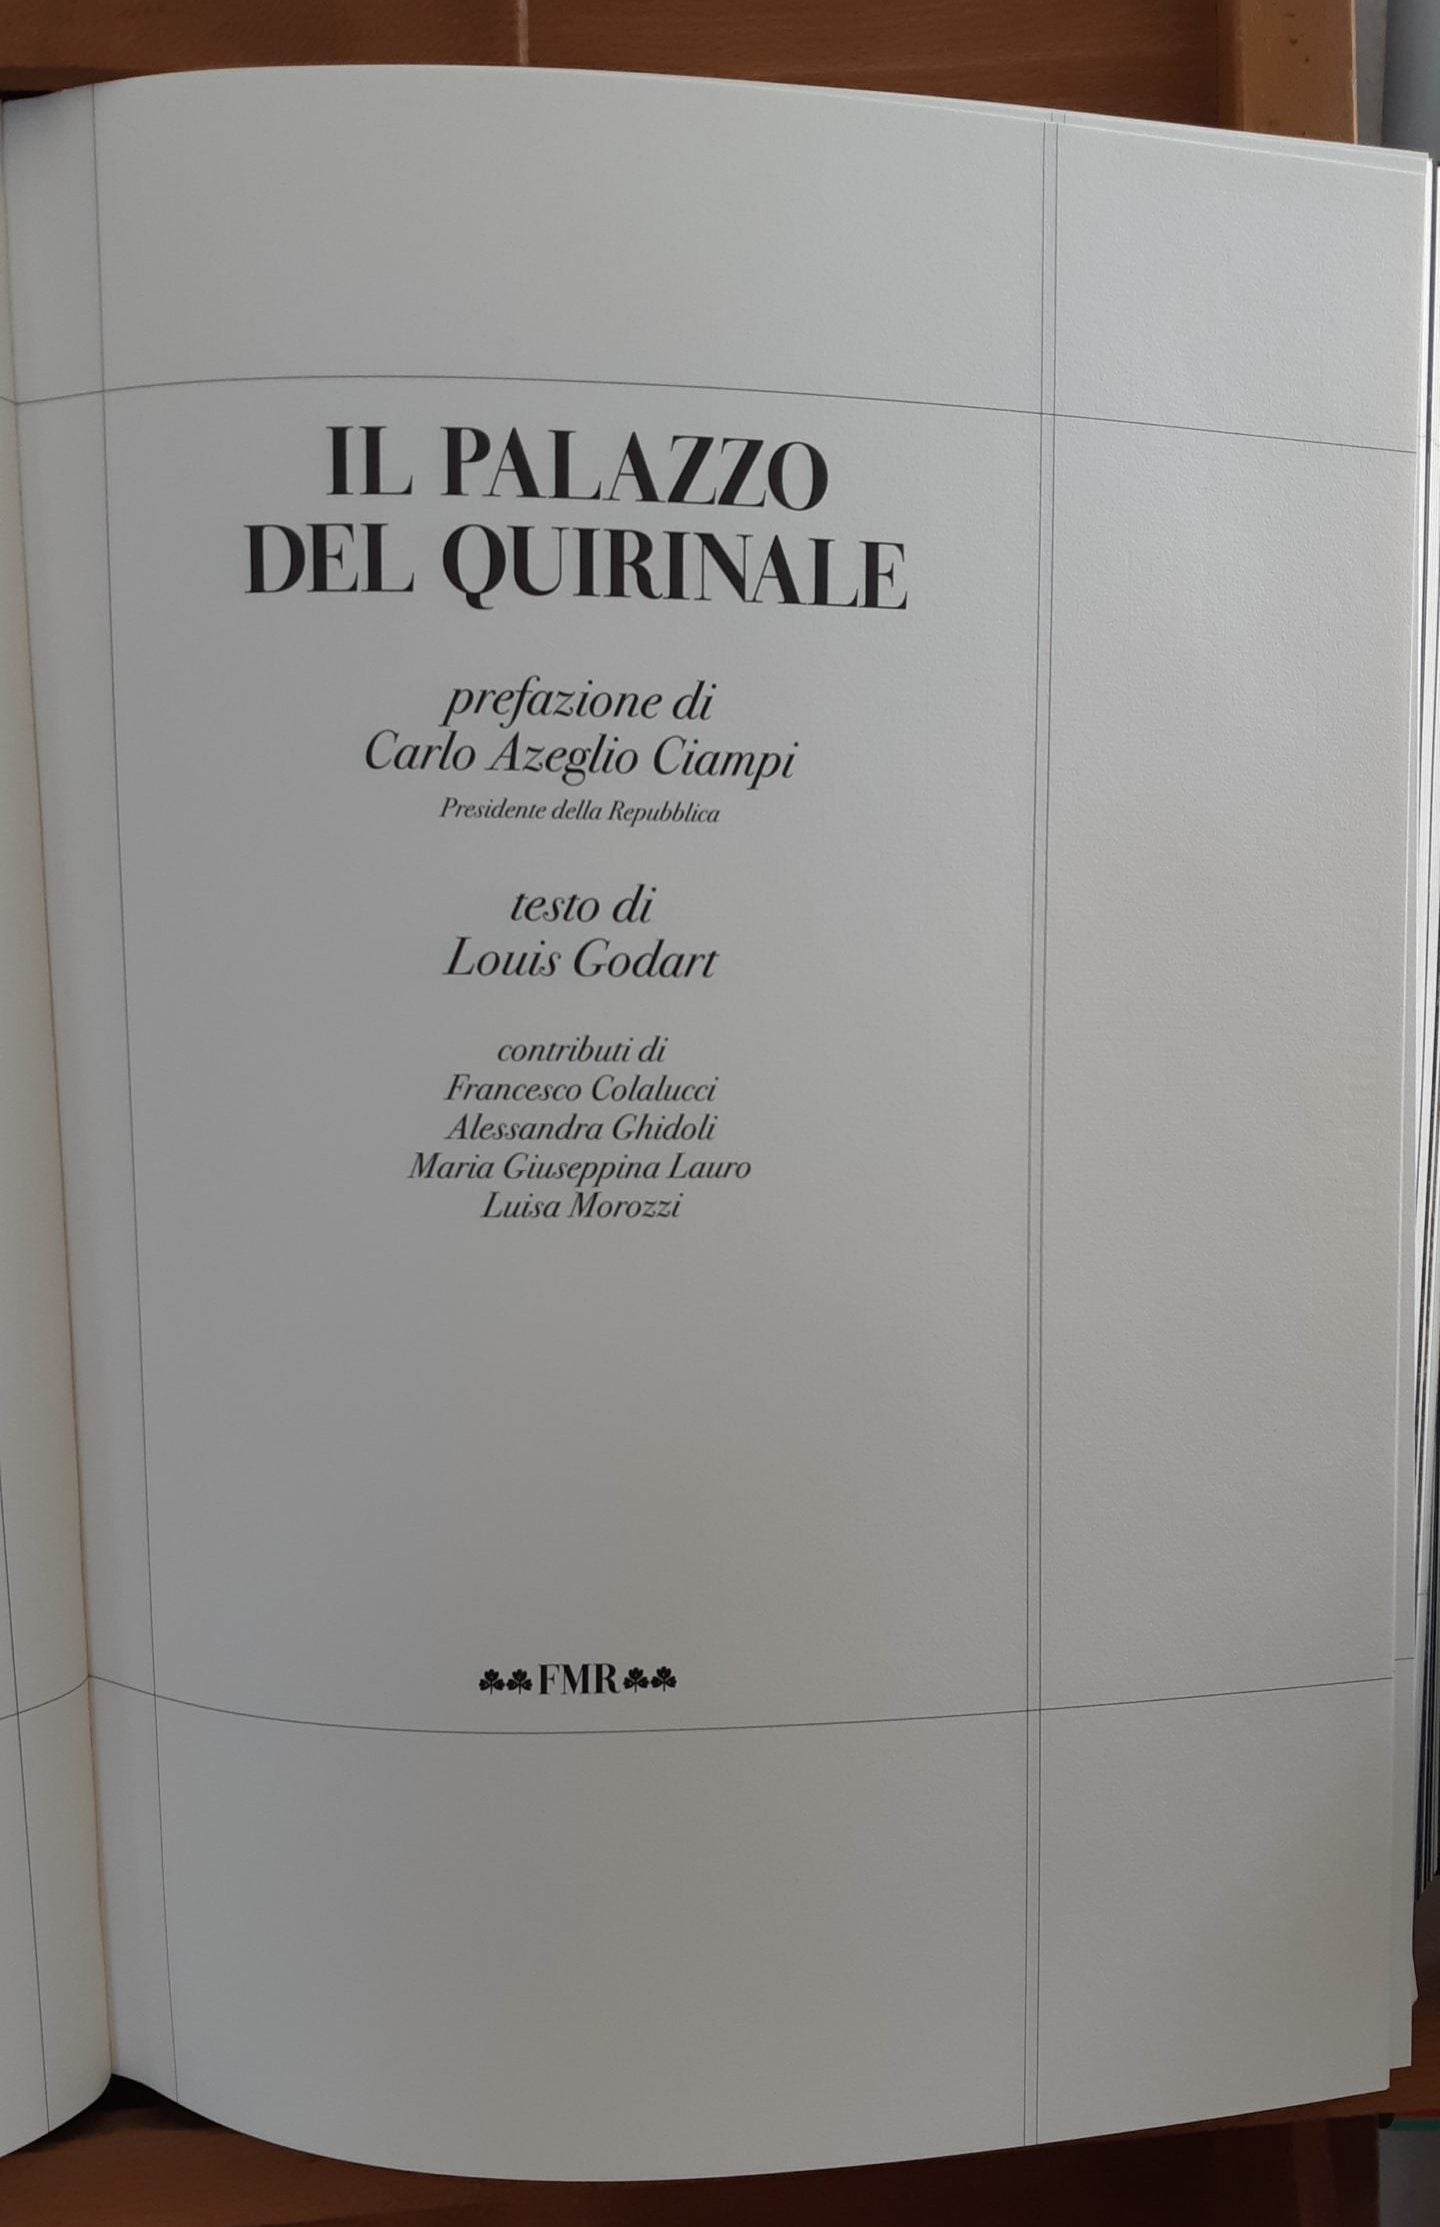 IL PALAZZO
DEL QUIRINALE
prefazione di
Carlo Azeglio Ciampi
Presidente della Repubblica
testo di
Louis Godart
contributi di
Francesco Colalucci
Alessandra Ghidoli
Maria Giuseppina Lauro
Luisa Morozzi
FMR